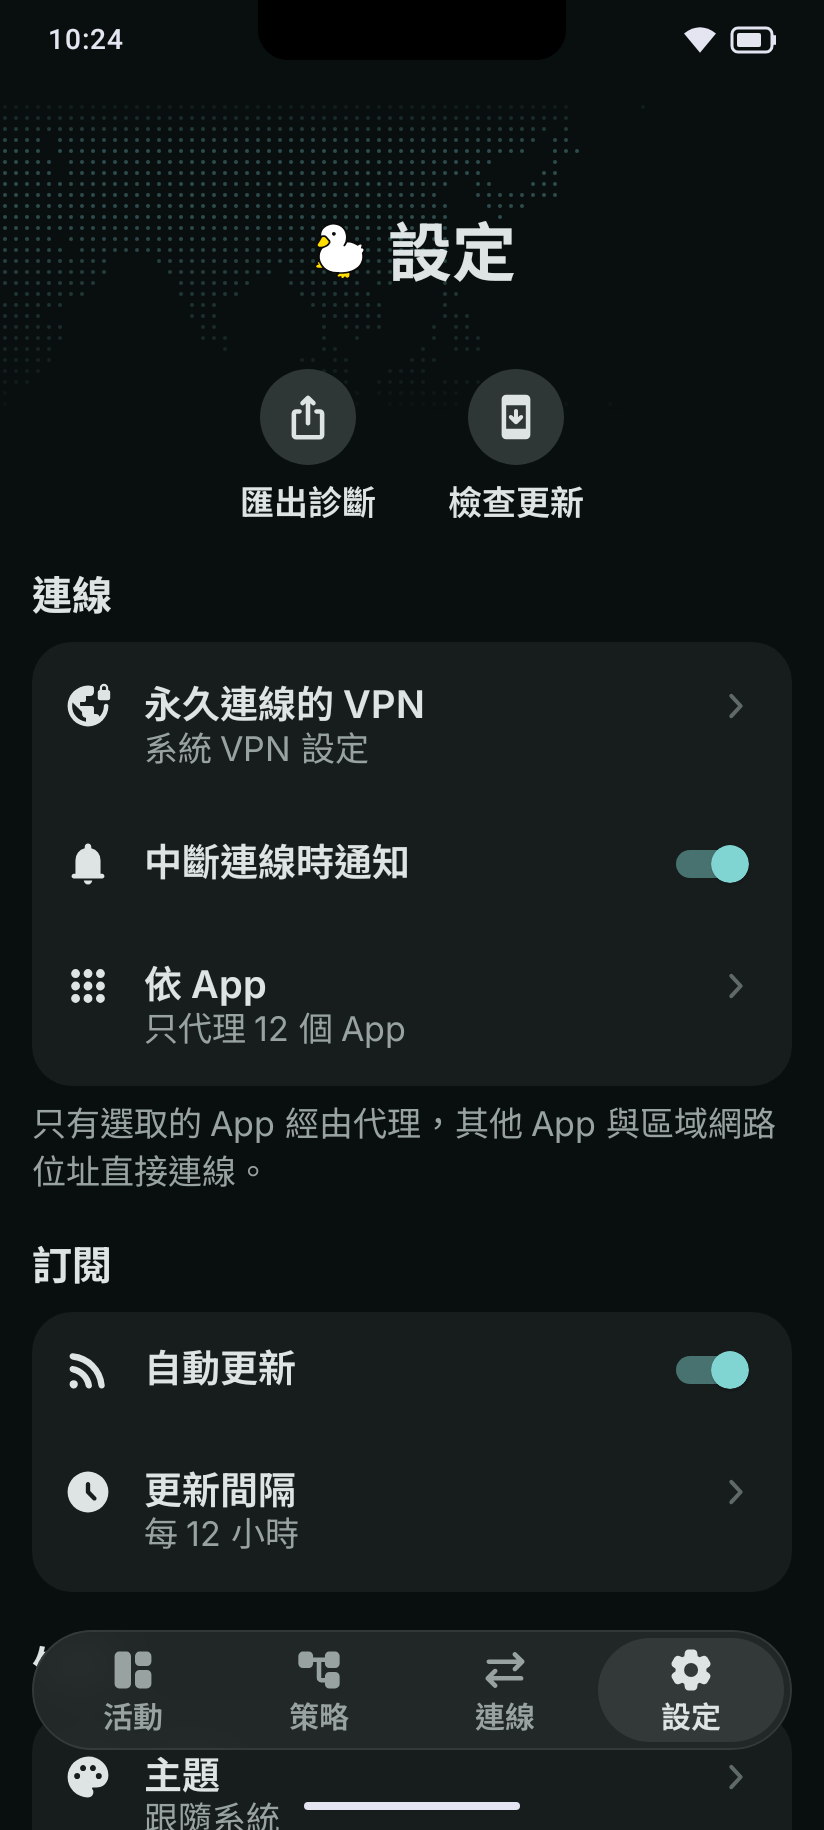 10:24
設定
匯出診斷
檢查更新
連線
永久連線的 VPN
系統 VPN 設定
中斷連線時通知
依 App
只代理 12 個 App
只有選取的 App 經由代理，其他 App 與區域網路
位址直接連線。
訂閱
自動更新
更新間隔
每 12 小時
活動
策略
連線
設定
主題
跟隨系統